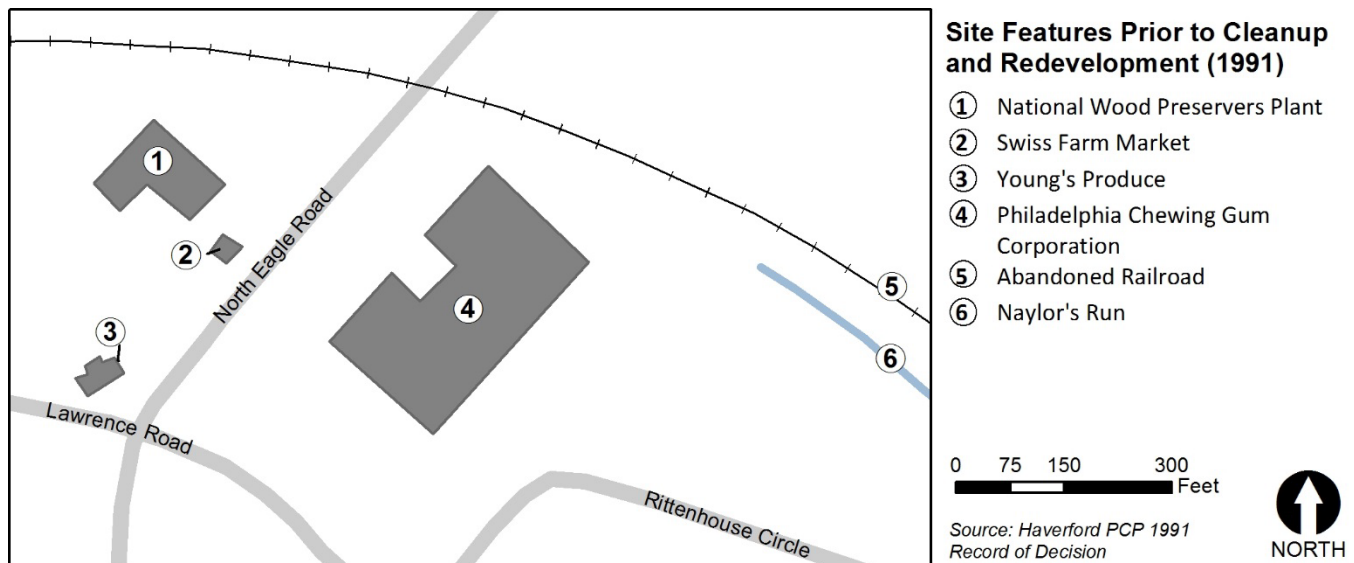 Site Features Prior to Cleanup
and Redevelopment (1991)
1 National Wood Preservers Plant
2 Swiss Farm Market
3 Young's Produce
4 Philadelphia Chewing Gum
Corporation
5 Abandoned Railroad
6 Naylor's Run
1
2
3
4
5
6
North Eagle Road
Lawrence Road
Rittenhouse Circle
0 75 150 300
Feet
Source: Haverford PCP 1991
Record of Decision
NORTH